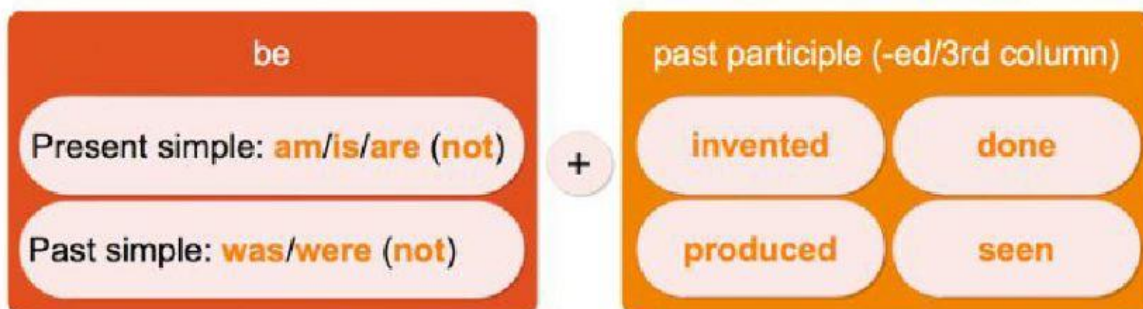 be
Present simple: am/is/are (not)
Past simple: was/were (not)
+
past participle (-ed/3rd column)
invented done
produced seen